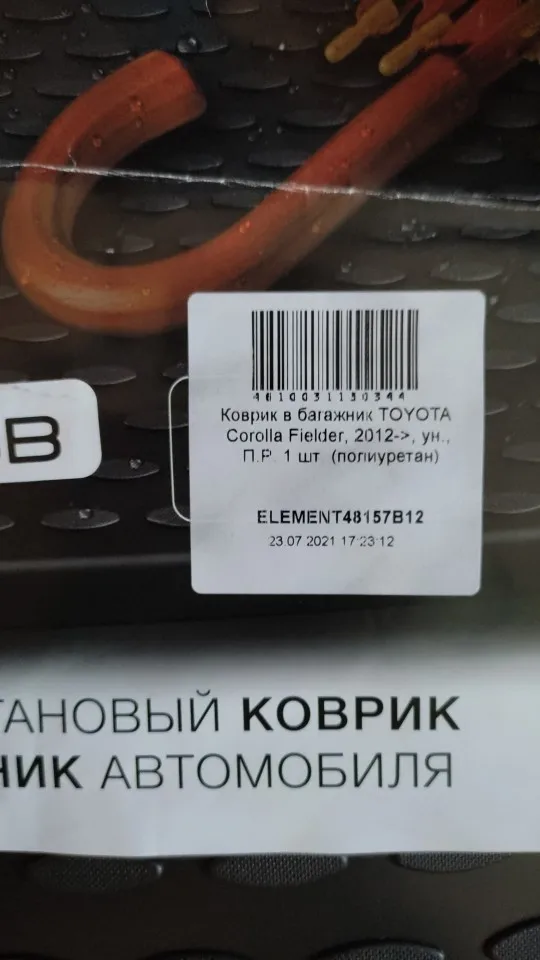 В
4810031130344
Коврик в багажник TOYOTA
Corolla Fielder, 2012->, ун.,
П.Р. 1 шт. (полиуретан)
ELEMENT48157B12
23.07.2021 17:23:12
ТАНОВЫЙ КОВРИК
НИК АВТОМОБИЛЯ